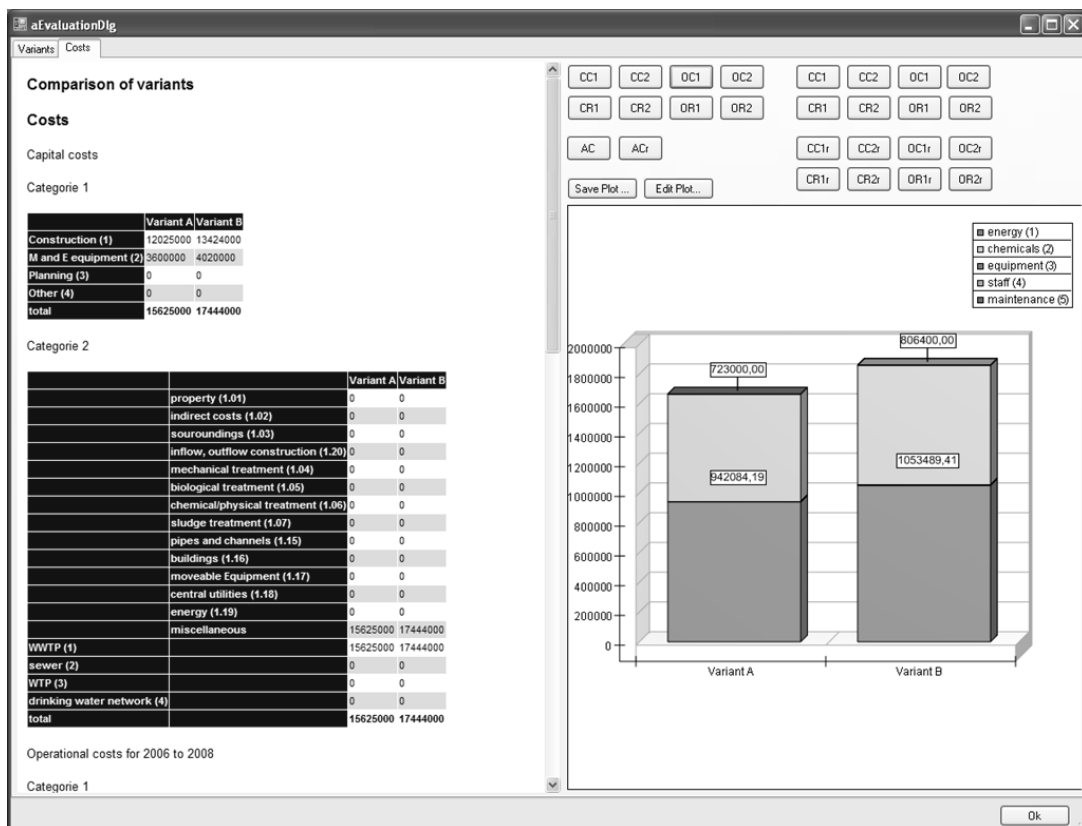 aEvaluationDlg
Variants Costs
Comparison of variants
Costs
Capital costs
Categorie 1
Variant A Variant B
Construction (1) 12025000 13424000
M and E equipment (2) 3600000 4020000
Planning (3) 0 0
Other (4) 0 0
total 15625000 17444000
Categorie 2
Variant A Variant B
property (1.01) 0 0
indirect costs (1.02) 0 0
souroundings (1.03) 0 0
inflow, outflow construction (1.20) 0 0
mechanical treatment (1.04) 0 0
biological treatment (1.05) 0 0
chemical/physical treatment (1.06) 0 0
sludge treatment (1.07) 0 0
pipes and channels (1.15) 0 0
buildings (1.16) 0 0
moveable Equipment (1.17) 0 0
central utilities (1.18) 0 0
energy (1.19) 0 0
miscellaneous 15625000 17444000
WWTP (1) 15625000 17444000
sewer (2) 0 0
WTP (3) 0 0
drinking water network (4) 0 0
total 15625000 17444000
Operational costs for 2006 to 2008
Categorie 1
CC1 CC2 OC1 OC2 CC1 CC2 OC1 OC2
CR1 CR2 OR1 OR2 CR1 CR2 OR1 OR2
AC ACr CC1r CC2r OC1r OC2r
Save Plot ... Edit Plot... CR1r CR2r OR1r OR2r
energy (1)
chemicals (2)
equipment (3)
staff (4)
maintenance (5)
806400,00
2000000
723000,00
1800000
1600000
1400000
1200000
1053489,41
942084,19
1000000
800000
600000
400000
200000
0
Variant A Variant B
Ok